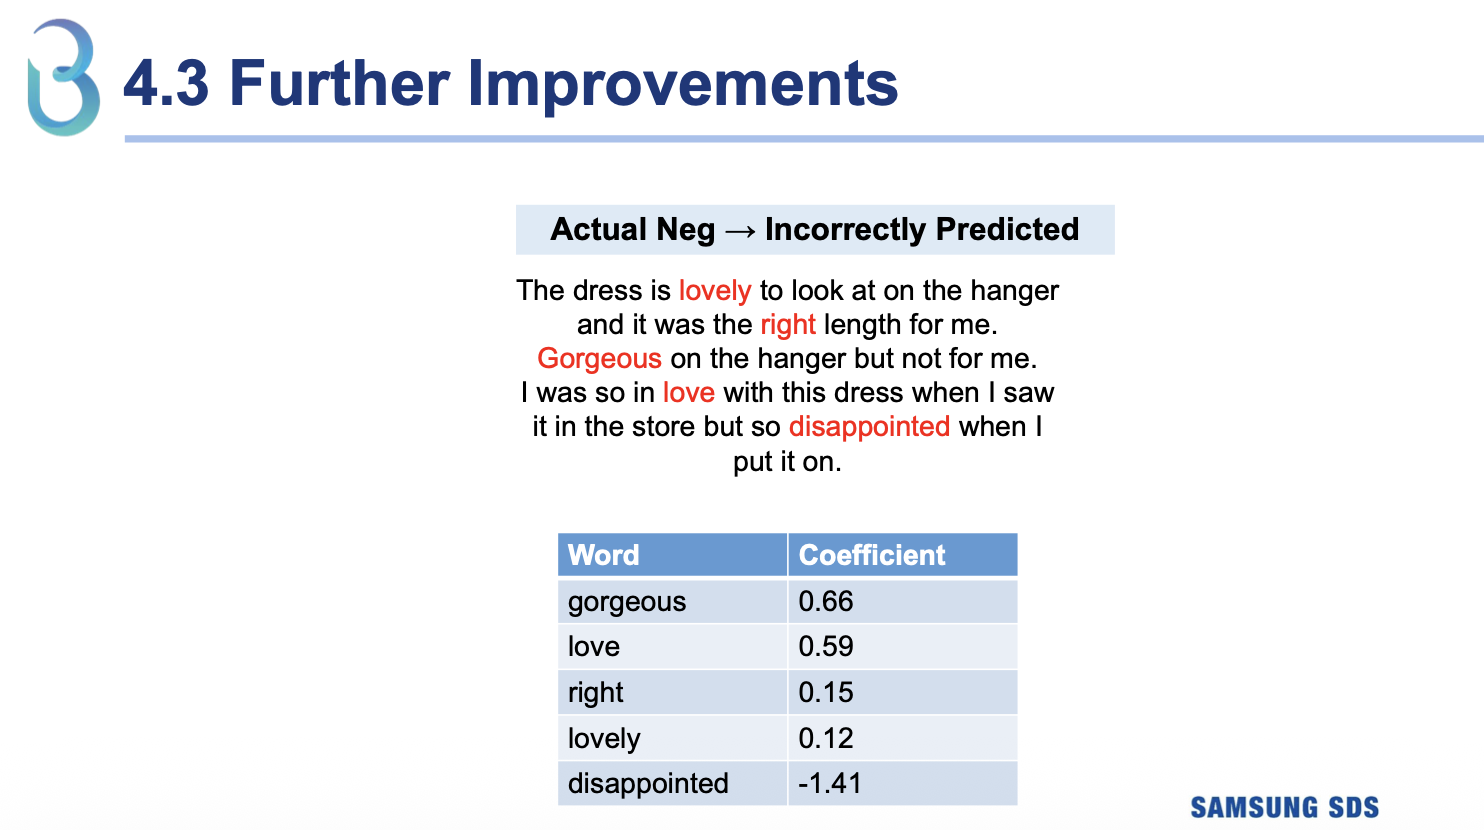 4.3 Further Improvements
Actual Neg → Incorrectly Predicted
The dress is lovely to look at on the hanger
and it was the right length for me.
Gorgeous on the hanger but not for me.
I was so in love with this dress when I saw
it in the store but so disappointed when I
put it on.
Word Coefficient
gorgeous 0.66
love 0.59
right 0.15
lovely 0.12
disappointed -1.41
SAMSUNG SDS